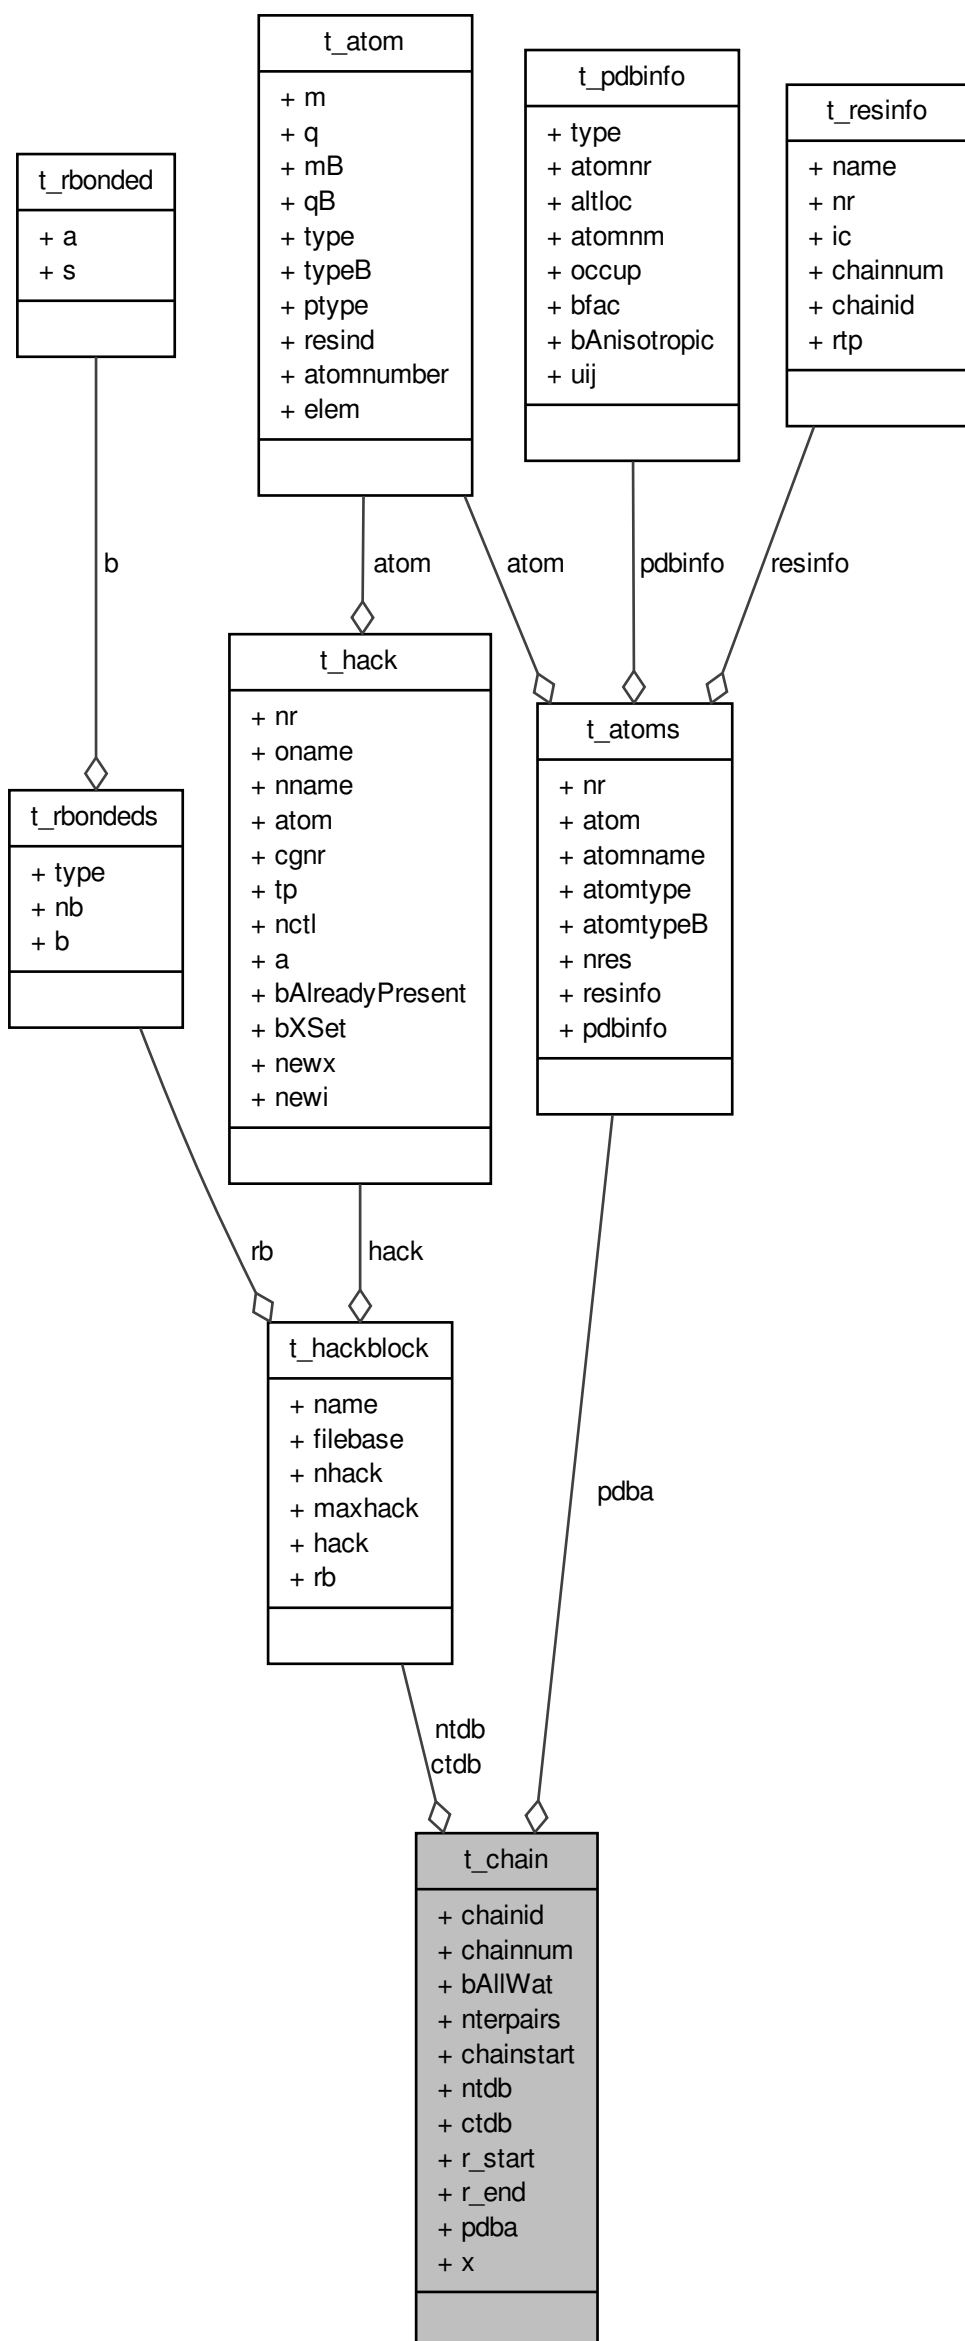 t_atom
+ m
+ q
+ mB
+ qB
+ type
+ typeB
+ ptype
+ resind
+ atomnumber
+ elem
t_pdbinfo
+ type
+ atomnr
+ altloc
+ atomnm
+ occup
+ bfac
+ bAnisotropic
+ uij
t_resinfo
+ name
+ nr
+ ic
+ chainnum
+ chainid
+ rtp
t_rbonded
+ a
+ s
b
atom
atom
pdbinfo
resinfo
t_hack
+ nr
+ oname
+ nname
+ atom
+ cgnr
+ tp
+ nctl
+ a
+ bAlreadyPresent
+ bXSet
+ newx
+ newi
t_atoms
+ nr
+ atom
+ atomname
+ atomtype
+ atomtypeB
+ nres
+ resinfo
+ pdbinfo
t_rbondeds
+ type
+ nb
+ b
rb
hack
t_hackblock
+ name
+ filebase
+ nhack
+ maxhack
+ hack
+ rb
pdba
ntdb
ctdb
t_chain
+ chainid
+ chainnum
+ bAllWat
+ nterpairs
+ chainstart
+ ntdb
+ ctdb
+ r_start
+ r_end
+ pdba
+ x